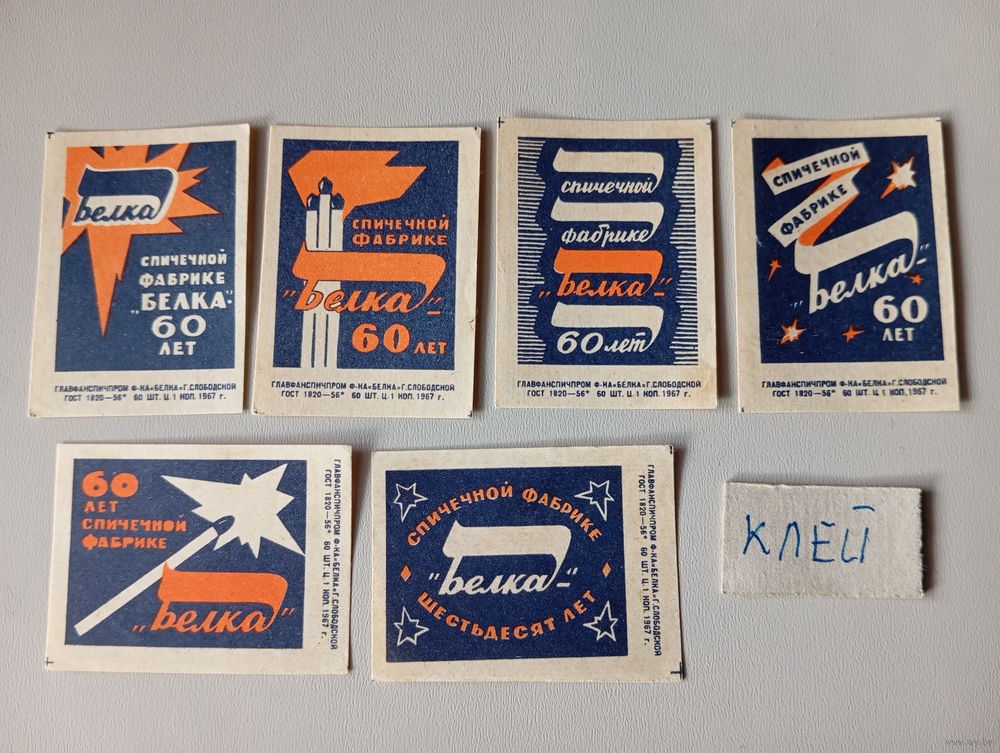 Белка
СПИЧЕЧНОЙ
ФАБРИКЕ
"БЕЛКА"
60
ЛЕТ
СПИЧЕЧНОЙ
ФАБРИКЕ
"Белка"
60 ЛЕТ
ГЛАВФАНСПИЧПРОМ Ф-КА «БЕЛКА» Г. СЛОБОДСКОЙ
ГОСТ 1820—56* 60 ШТ. Ц. 1 КОП. 1967 г.
спичечной
фабрике
"Белка"
60 лет
ГЛАВФАНСПИЧПРОМ Ф-КА «БЕЛКА» Г. СЛОБОДСКОЙ
ГОСТ 1820—56* 60 ШТ. Ц. 1 КОП. 1967 г.
СПИЧЕЧНОЙ
ФАБРИКЕ
"Белка"
60
ЛЕТ
ГЛАВФАНСПИЧПРОМ Ф-КА «БЕЛКА» Г. СЛОБОДСКОЙ
ГОСТ 1820—56* 60 ШТ. Ц. 1 КОП. 1967 г.
ГЛАВФАНСПИЧПРОМ Ф-КА «БЕЛКА» Г. СЛОБОДСКОЙ
ГОСТ 1820—56* 60 ШТ. Ц. 1 КОП. 1967 г.
60
ЛЕТ
СПИЧЕЧНОЙ
ФАБРИКЕ
"Белка"
ГЛАВФАНСПИЧПРОМ Ф-КА «БЕЛКА» Г. СЛОБОДСКОЙ
ГОСТ 1820—56* 60 ШТ. Ц. 1 КОП. 1967 г.
СПИЧЕЧНОЙ ФАБРИКЕ
"Белка"
ШЕСТЬДЕСЯТ ЛЕТ
ГЛАВФАНСПИЧПРОМ Ф-КА «БЕЛКА» Г. СЛОБОДСКОЙ
ГОСТ 1820—56* 60 ШТ. Ц. 1 КОП. 1967 г.
КЛЕЙ
www.ay.by